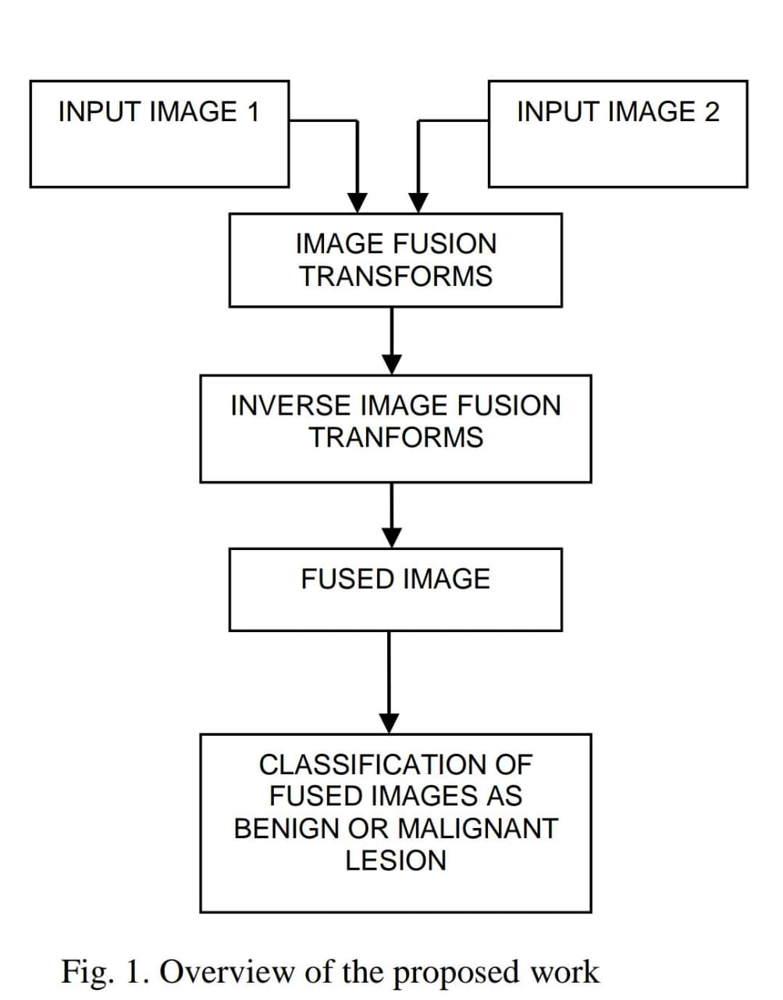 INPUT IMAGE 1
INPUT IMAGE 2
IMAGE FUSION
TRANSFORMS
INVERSE IMAGE FUSION
TRANFORMS
FUSED IMAGE
CLASSIFICATION OF
FUSED IMAGES AS
BENIGN OR MALIGNANT
LESION
Fig. 1. Overview of the proposed work